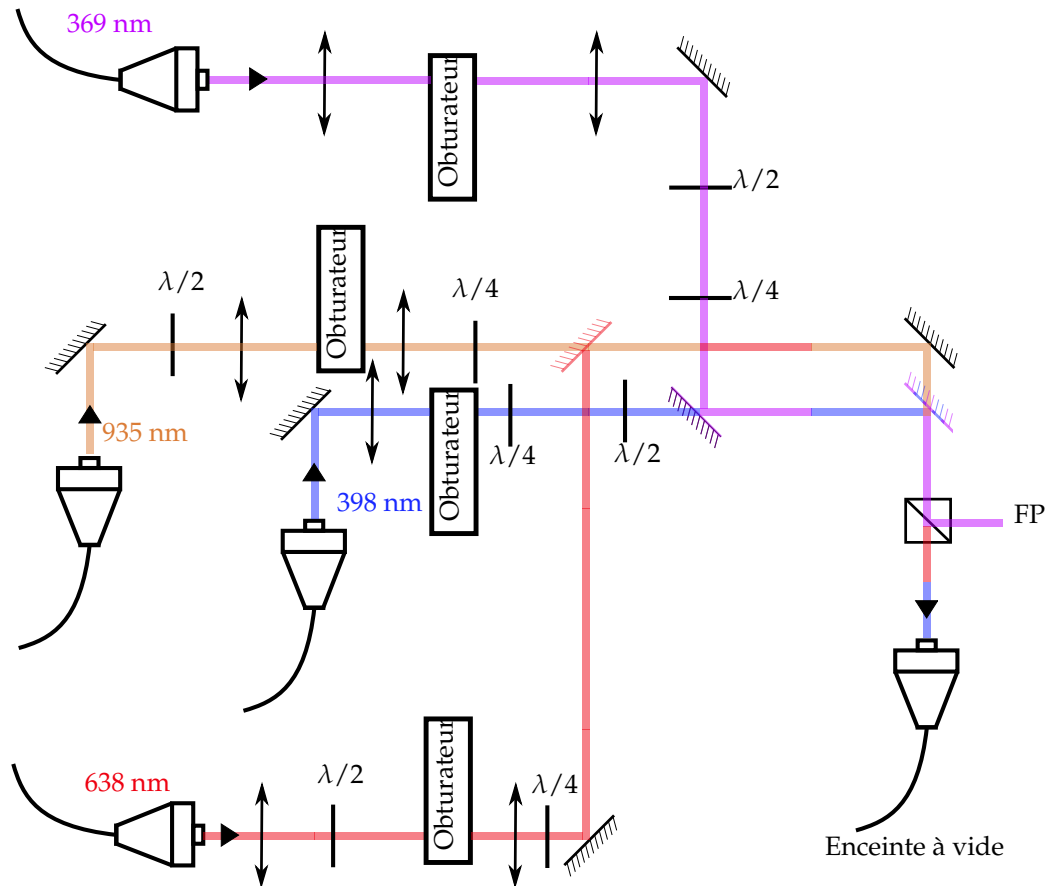 369 nm
Obturateur
λ/2
λ/4
Obturateur
λ/2
λ/4
935 nm
398 nm
Obturateur
λ/4
λ/2
FP
638 nm
λ/2
Obturateur
λ/4
Enceinte à vide